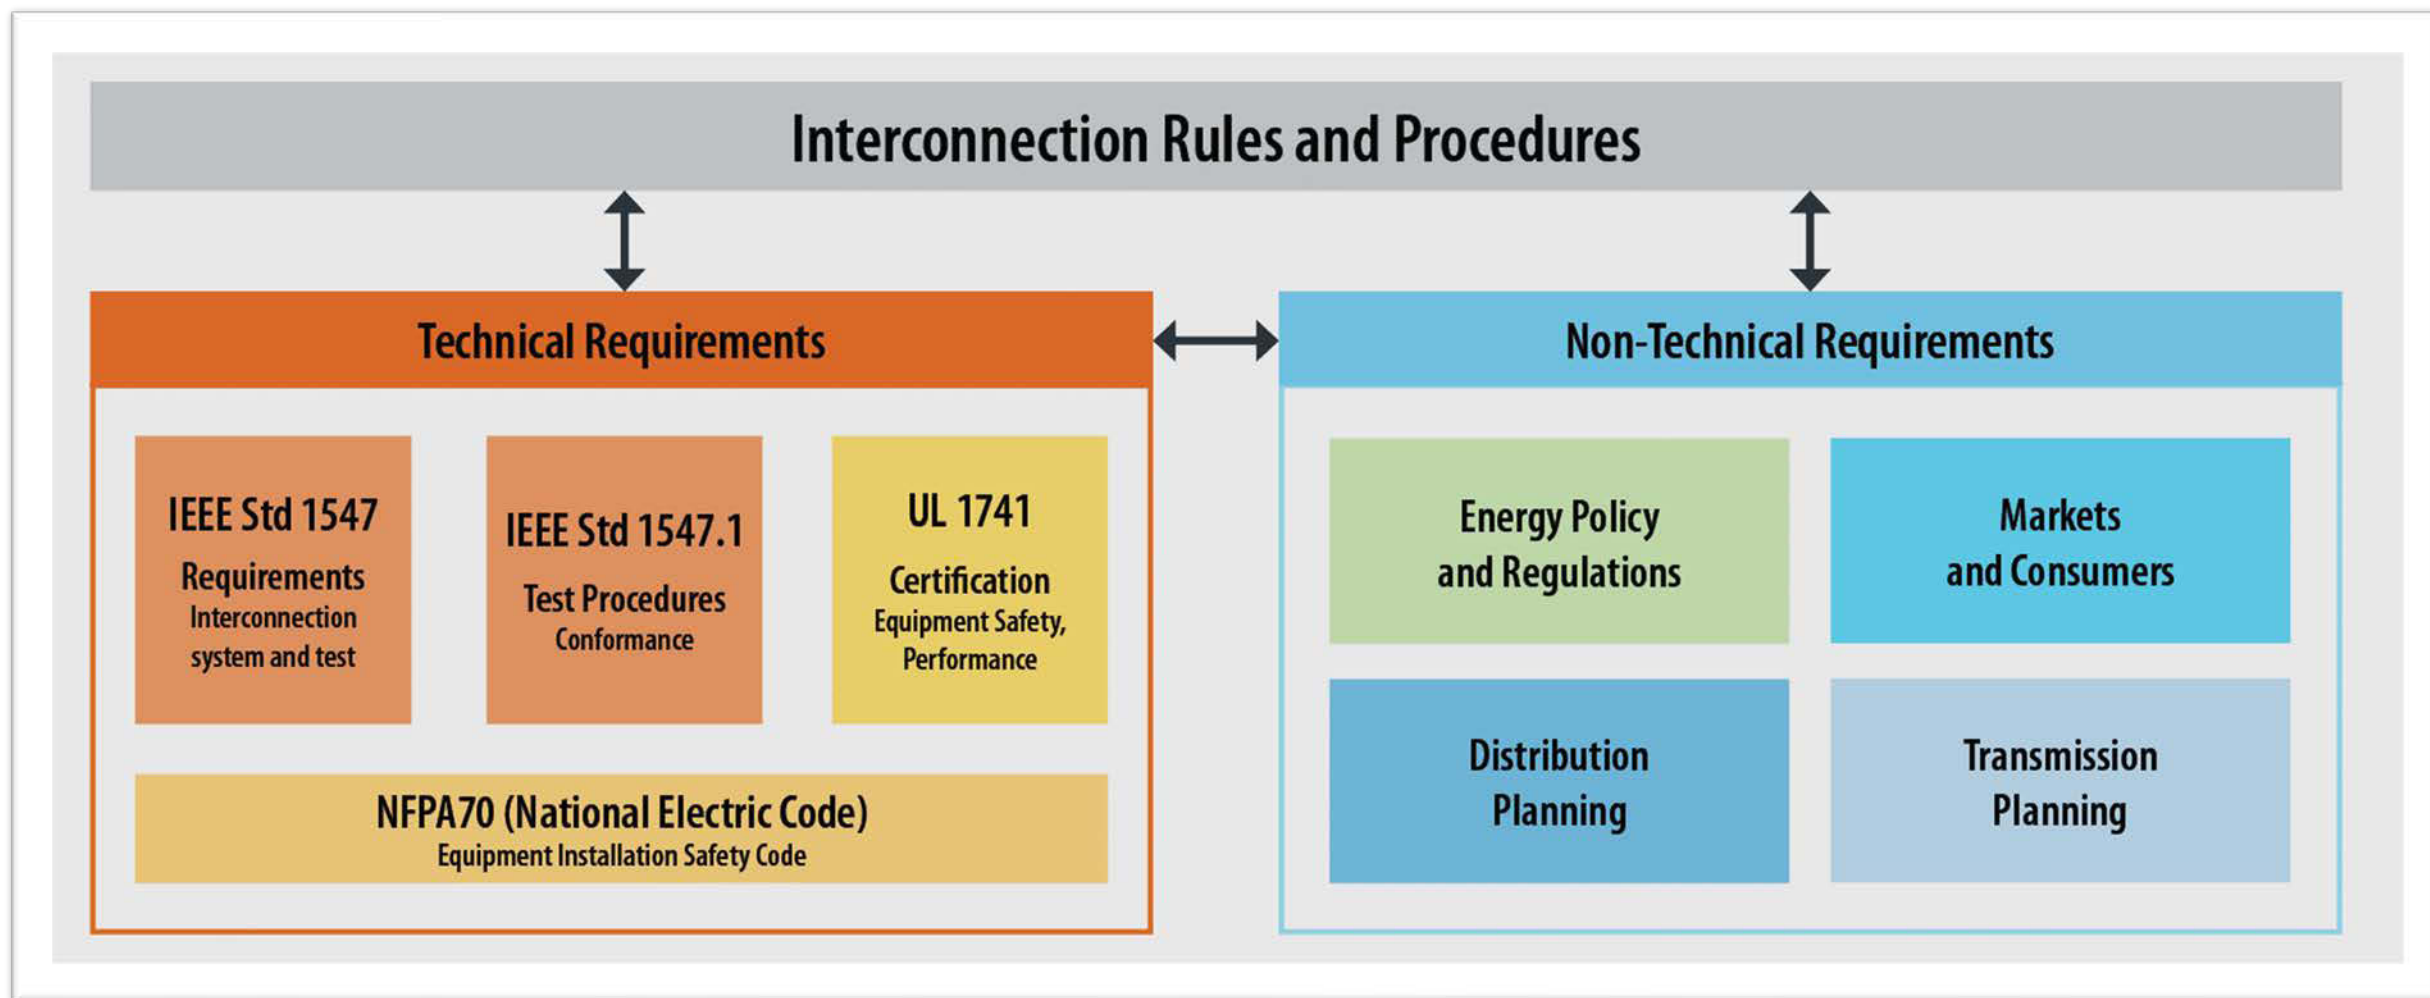 Interconnection Rules and Procedures
Technical Requirements
Non-Technical Requirements
IEEE Std 1547
Requirements
Interconnection
system and test
IEEE Std 1547.1
Test Procedures
Conformance
UL 1741
Certification
Equipment Safety,
Performance
NFPA70 (National Electric Code)
Equipment Installation Safety Code
Energy Policy
and Regulations
Markets
and Consumers
Distribution
Planning
Transmission
Planning